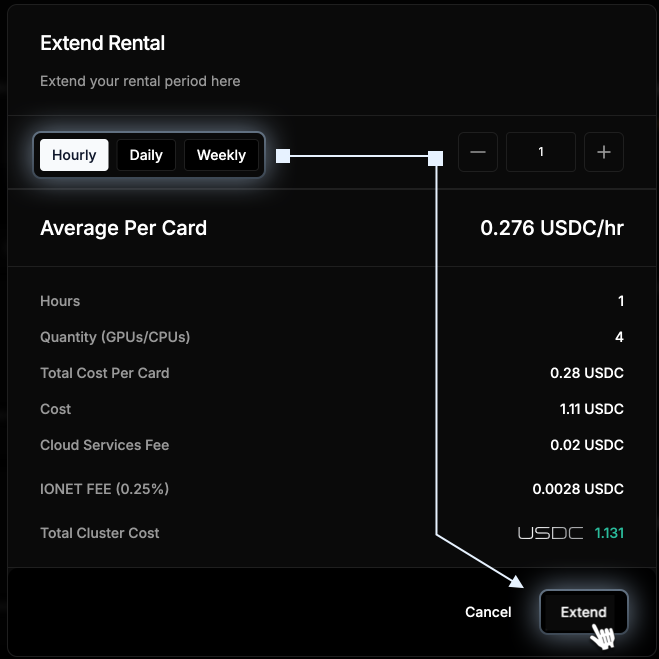 Extend Rental
Extend your rental period here
Hourly Daily Weekly — 1 +
Average Per Card 0.276 USDC/hr
Hours 1
Quantity (GPUs/CPUs) 4
Total Cost Per Card 0.28 USDC
Cost 1.11 USDC
Cloud Services Fee 0.02 USDC
IONET FEE (0.25%) 0.0028 USDC
Total Cluster Cost USDC 1.131
Cancel Extend